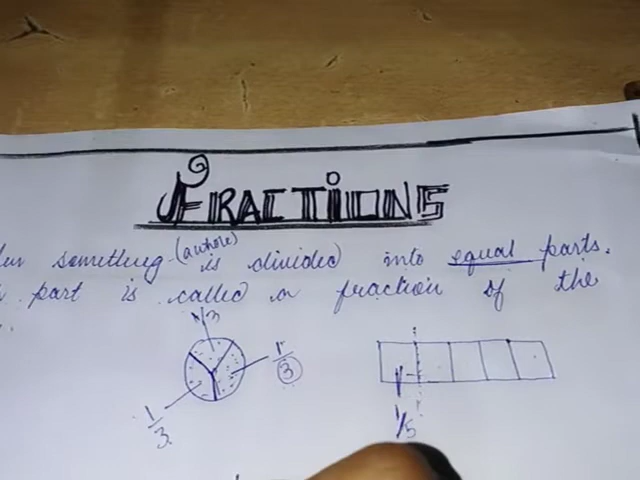 FRACTIONS
something (a whole) is divided into equal parts.
part is called a fraction of the
1/3
1/3
1/3
1/5